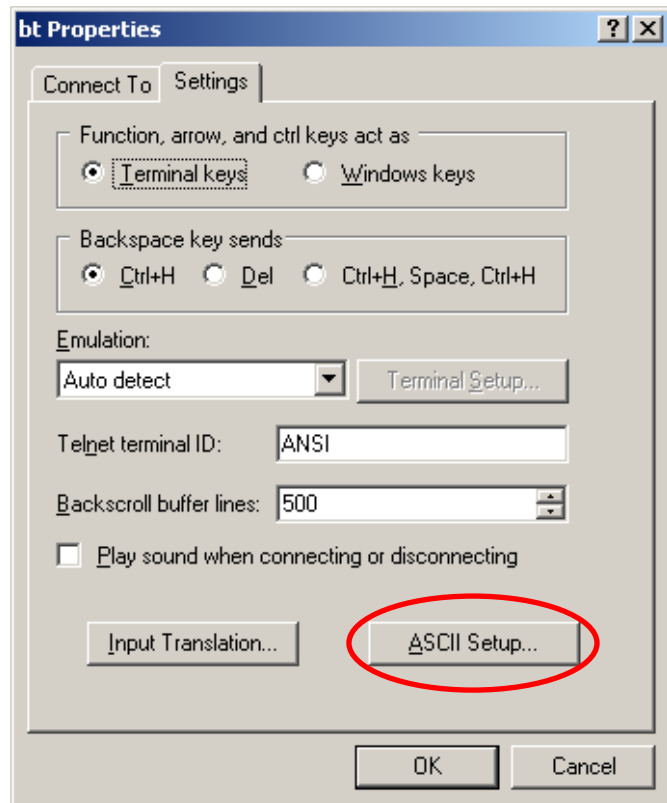 bt Properties
Connect To Settings
Function, arrow, and ctrl keys act as
Terminal keys Windows keys
Backspace key sends
Ctrl+H Del Ctrl+H, Space, Ctrl+H
Emulation:
Auto detect Terminal Setup...
Telnet terminal ID: ANSI
Backscroll buffer lines: 500
Play sound when connecting or disconnecting
Input Translation... ASCII Setup...
OK Cancel